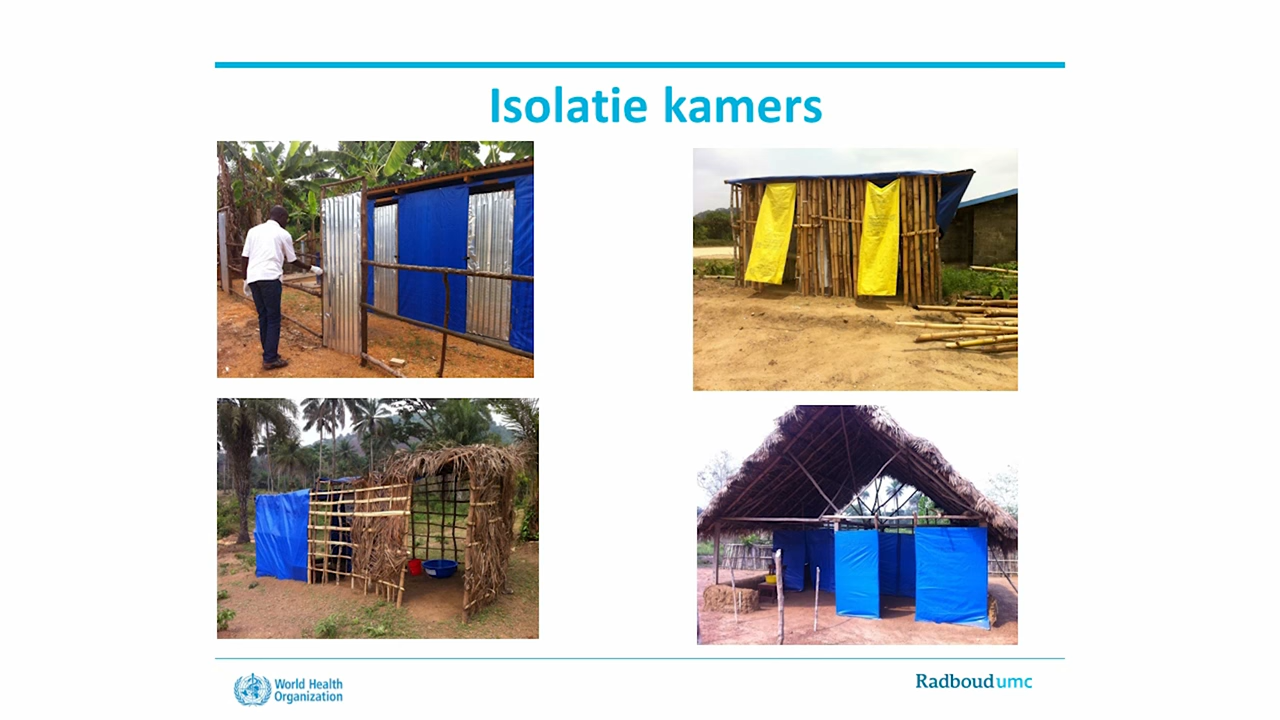 Isolatie kamers
World Health
Organization
Radboudumc